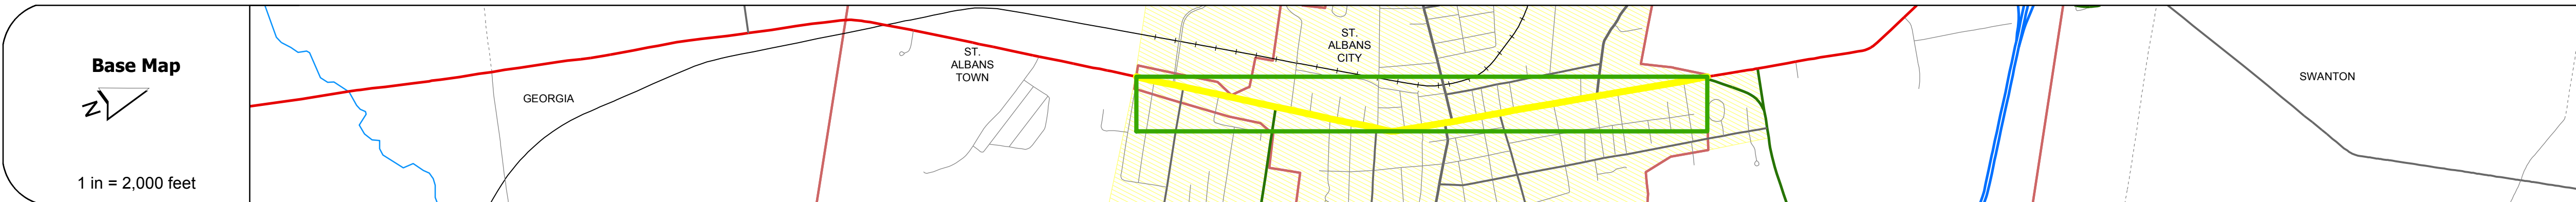 Base Map
N
1 in = 2,000 feet
GEORGIA
ST.
ALBANS
TOWN
ST.
ALBANS
CITY
SWANTON